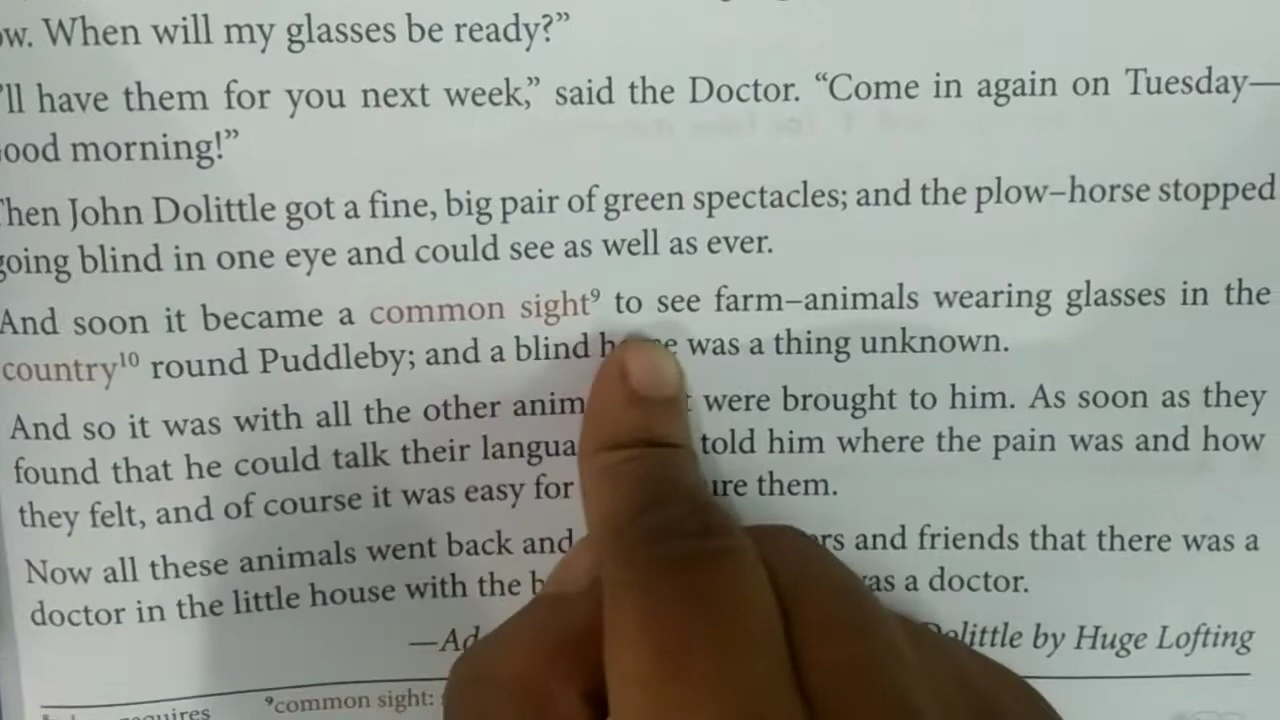 ow. When will my glasses be ready?”
’ll have them for you next week,” said the Doctor. “Come in again on Tuesday—
ood morning!”
Then John Dolittle got a fine, big pair of green spectacles; and the plow–horse stopped
going blind in one eye and could see as well as ever.
And soon it became a common sight⁹ to see farm–animals wearing glasses in the
country¹⁰ round Puddleby; and a blind was a thing unknown.
And so it was with all the other were brought to him. As soon as they
found that he could talk their told him where the pain was and how
they felt, and of course it was easy for them.
Now all these animals went back and and friends that there was a
doctor in the little house with the as a doctor.
Dolittle by Huge Lofting
⁹common sight: